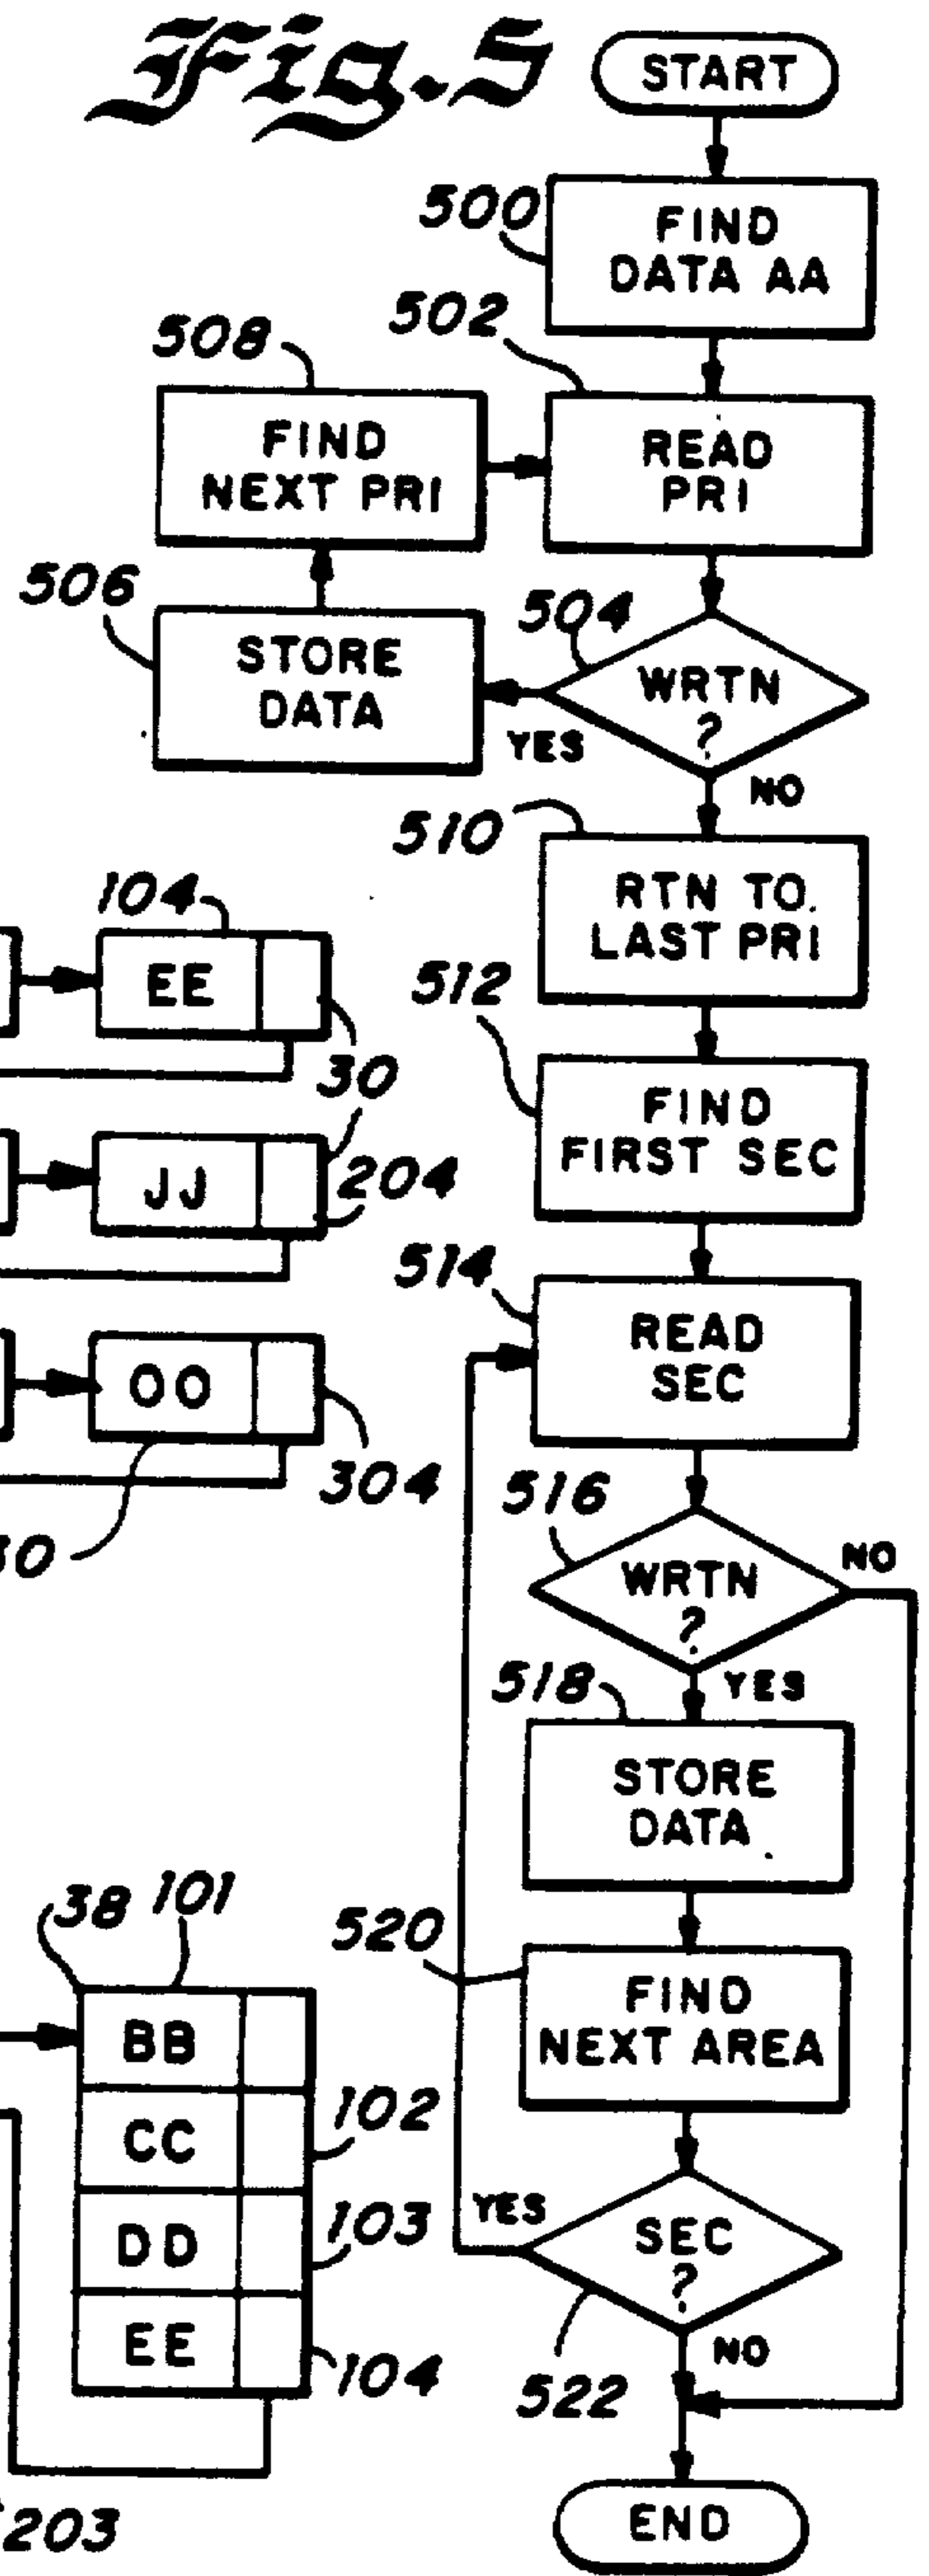 Fig. 5
START
500
FIND
DATA AA
502
READ
PRI
508
FIND
NEXT PRI
506
STORE
DATA
504
WRTN
?
YES
NO
510
RTN TO
LAST PRI
512
FIND
FIRST SEC
514
READ
SEC
516
WRTN
?
NO
YES
518
STORE
DATA
520
FIND
NEXT AREA
YES
SEC
?
522
NO
END
104
EE
30
JJ
204
OO
304
38
101
BB
CC
102
DD
103
EE
104
203